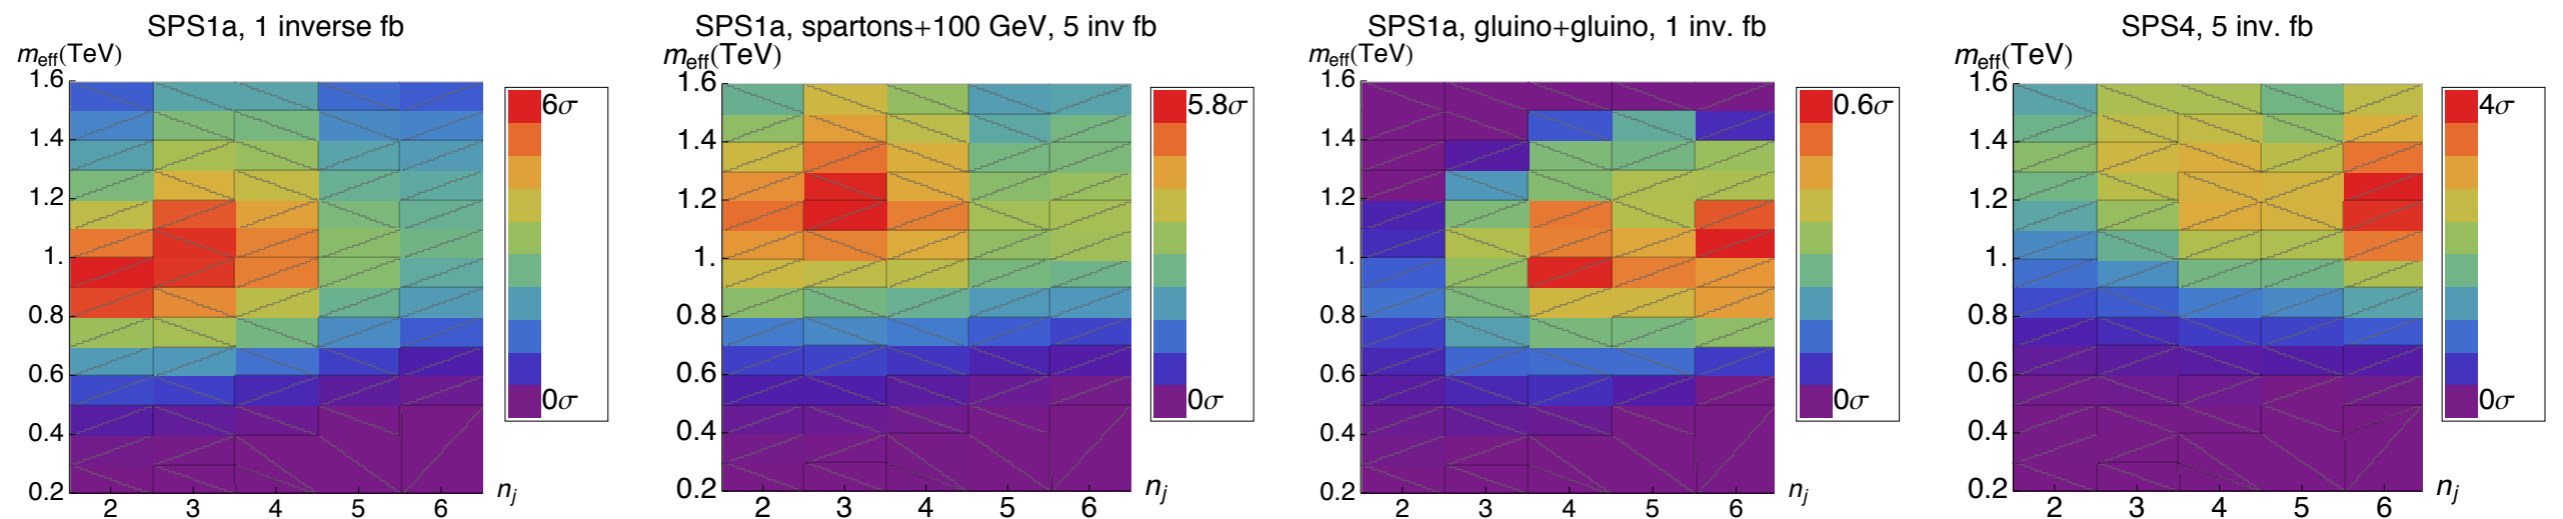 SPS1a, 1 inverse fb
m_eff(TeV)
1.6
1.4
1.2
1.
0.8
0.6
0.4
0.2
2 3 4 5 6
n_j
6σ
0σ
SPS1a, spartons+100 GeV, 5 inv fb
m_eff(TeV)
1.6
1.4
1.2
1.
0.8
0.6
0.4
0.2
2 3 4 5 6
n_j
5.8σ
0σ
SPS1a, gluino+gluino, 1 inv. fb
m_eff(TeV)
1.6
1.4
1.2
1.
0.8
0.6
0.4
0.2
2 3 4 5 6
n_j
0.6σ
0σ
SPS4, 5 inv. fb
m_eff(TeV)
1.6
1.4
1.2
1.
0.8
0.6
0.4
0.2
2 3 4 5 6
n_j
4σ
0σ